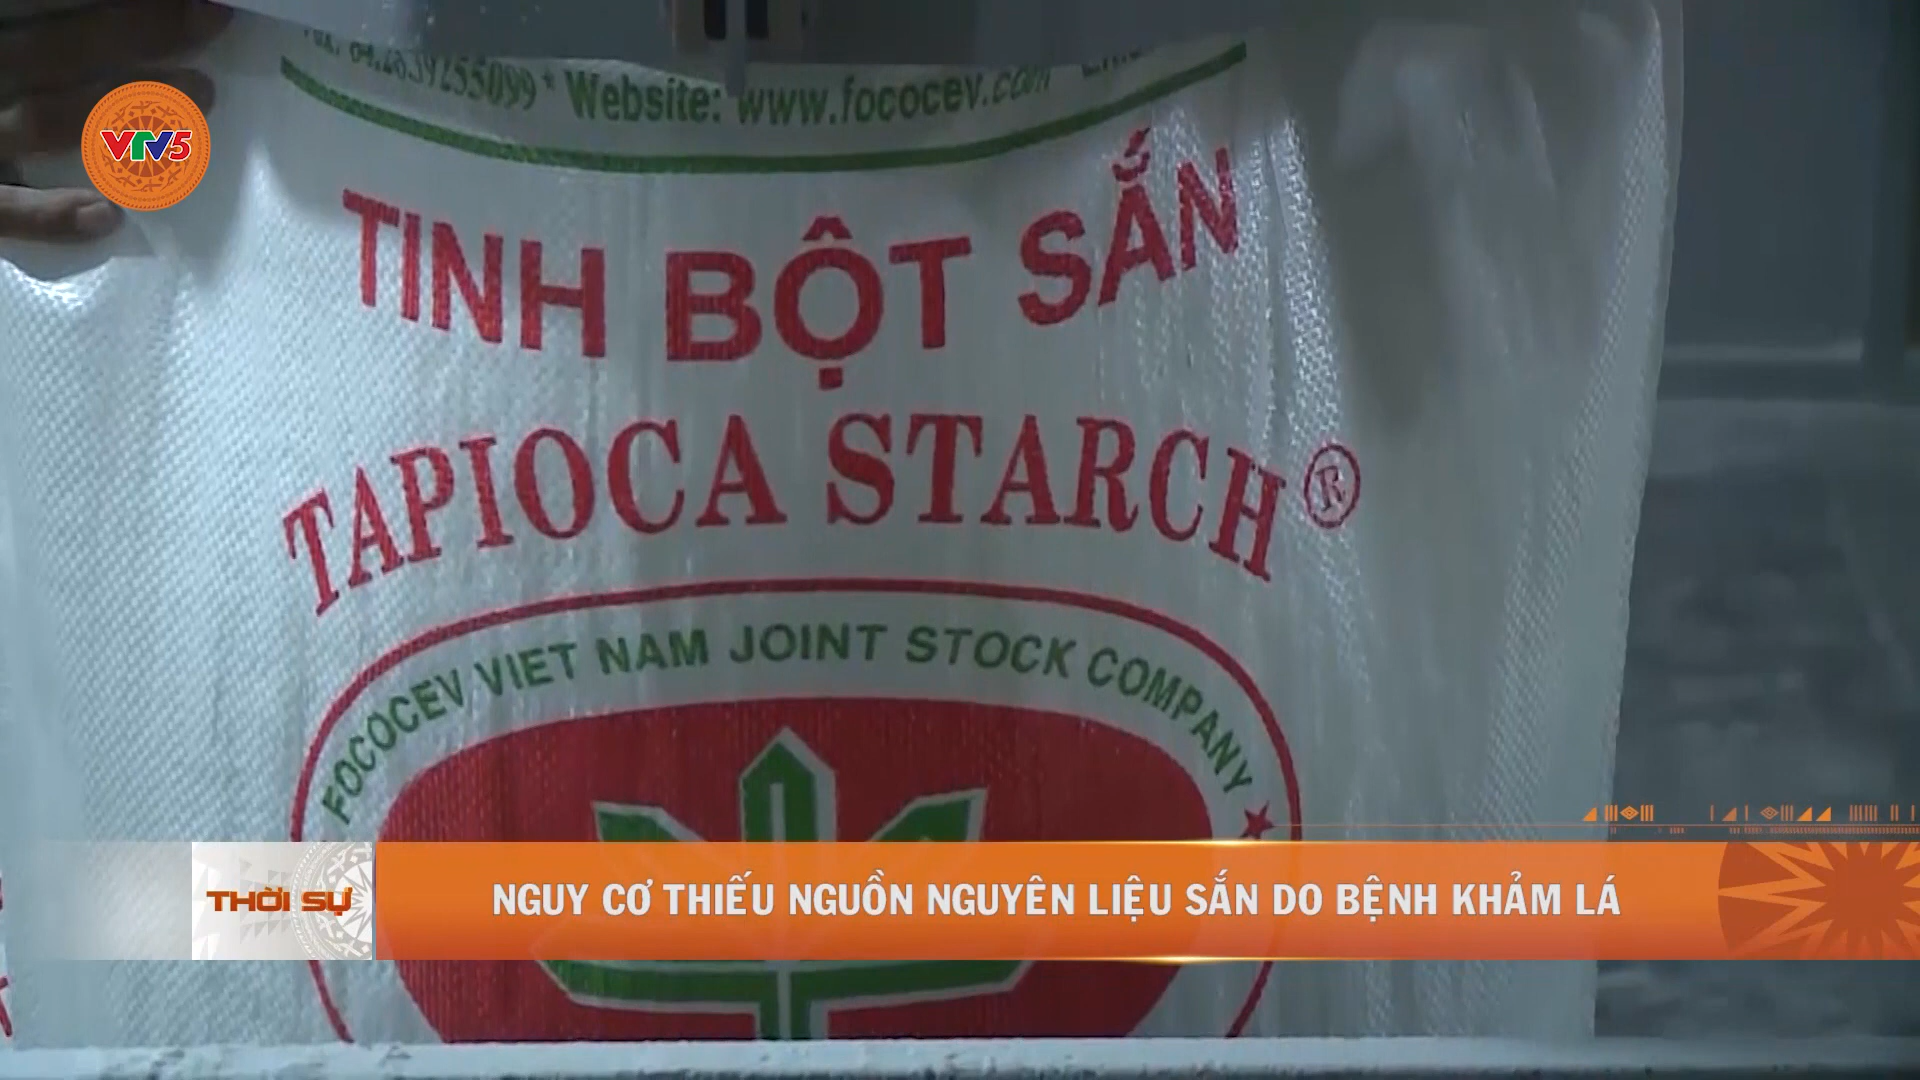 84.2839255099 * Website: www.fococev.com
VTV5
TINH BỘT SẮN
TAPIOCA STARCH ®
FOCOCEV VIET NAM JOINT STOCK COMPANY
THỜI SỰ
NGUY CƠ THIẾU NGUỒN NGUYÊN LIỆU SẮN DO BỆNH KHẢM LÁ